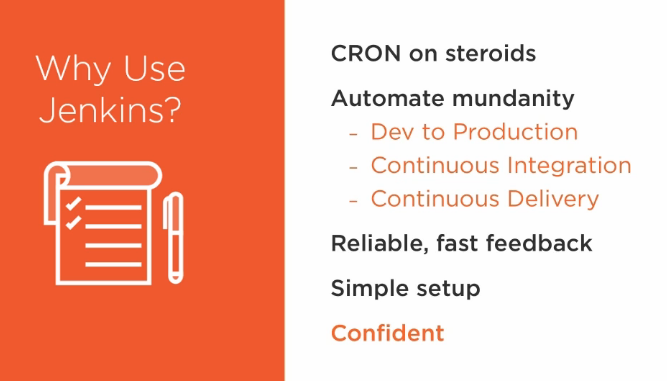 Why Use
Jenkins?
CRON on steroids
Automate mundanity
- Dev to Production
- Continuous Integration
- Continuous Delivery
Reliable, fast feedback
Simple setup
Confident